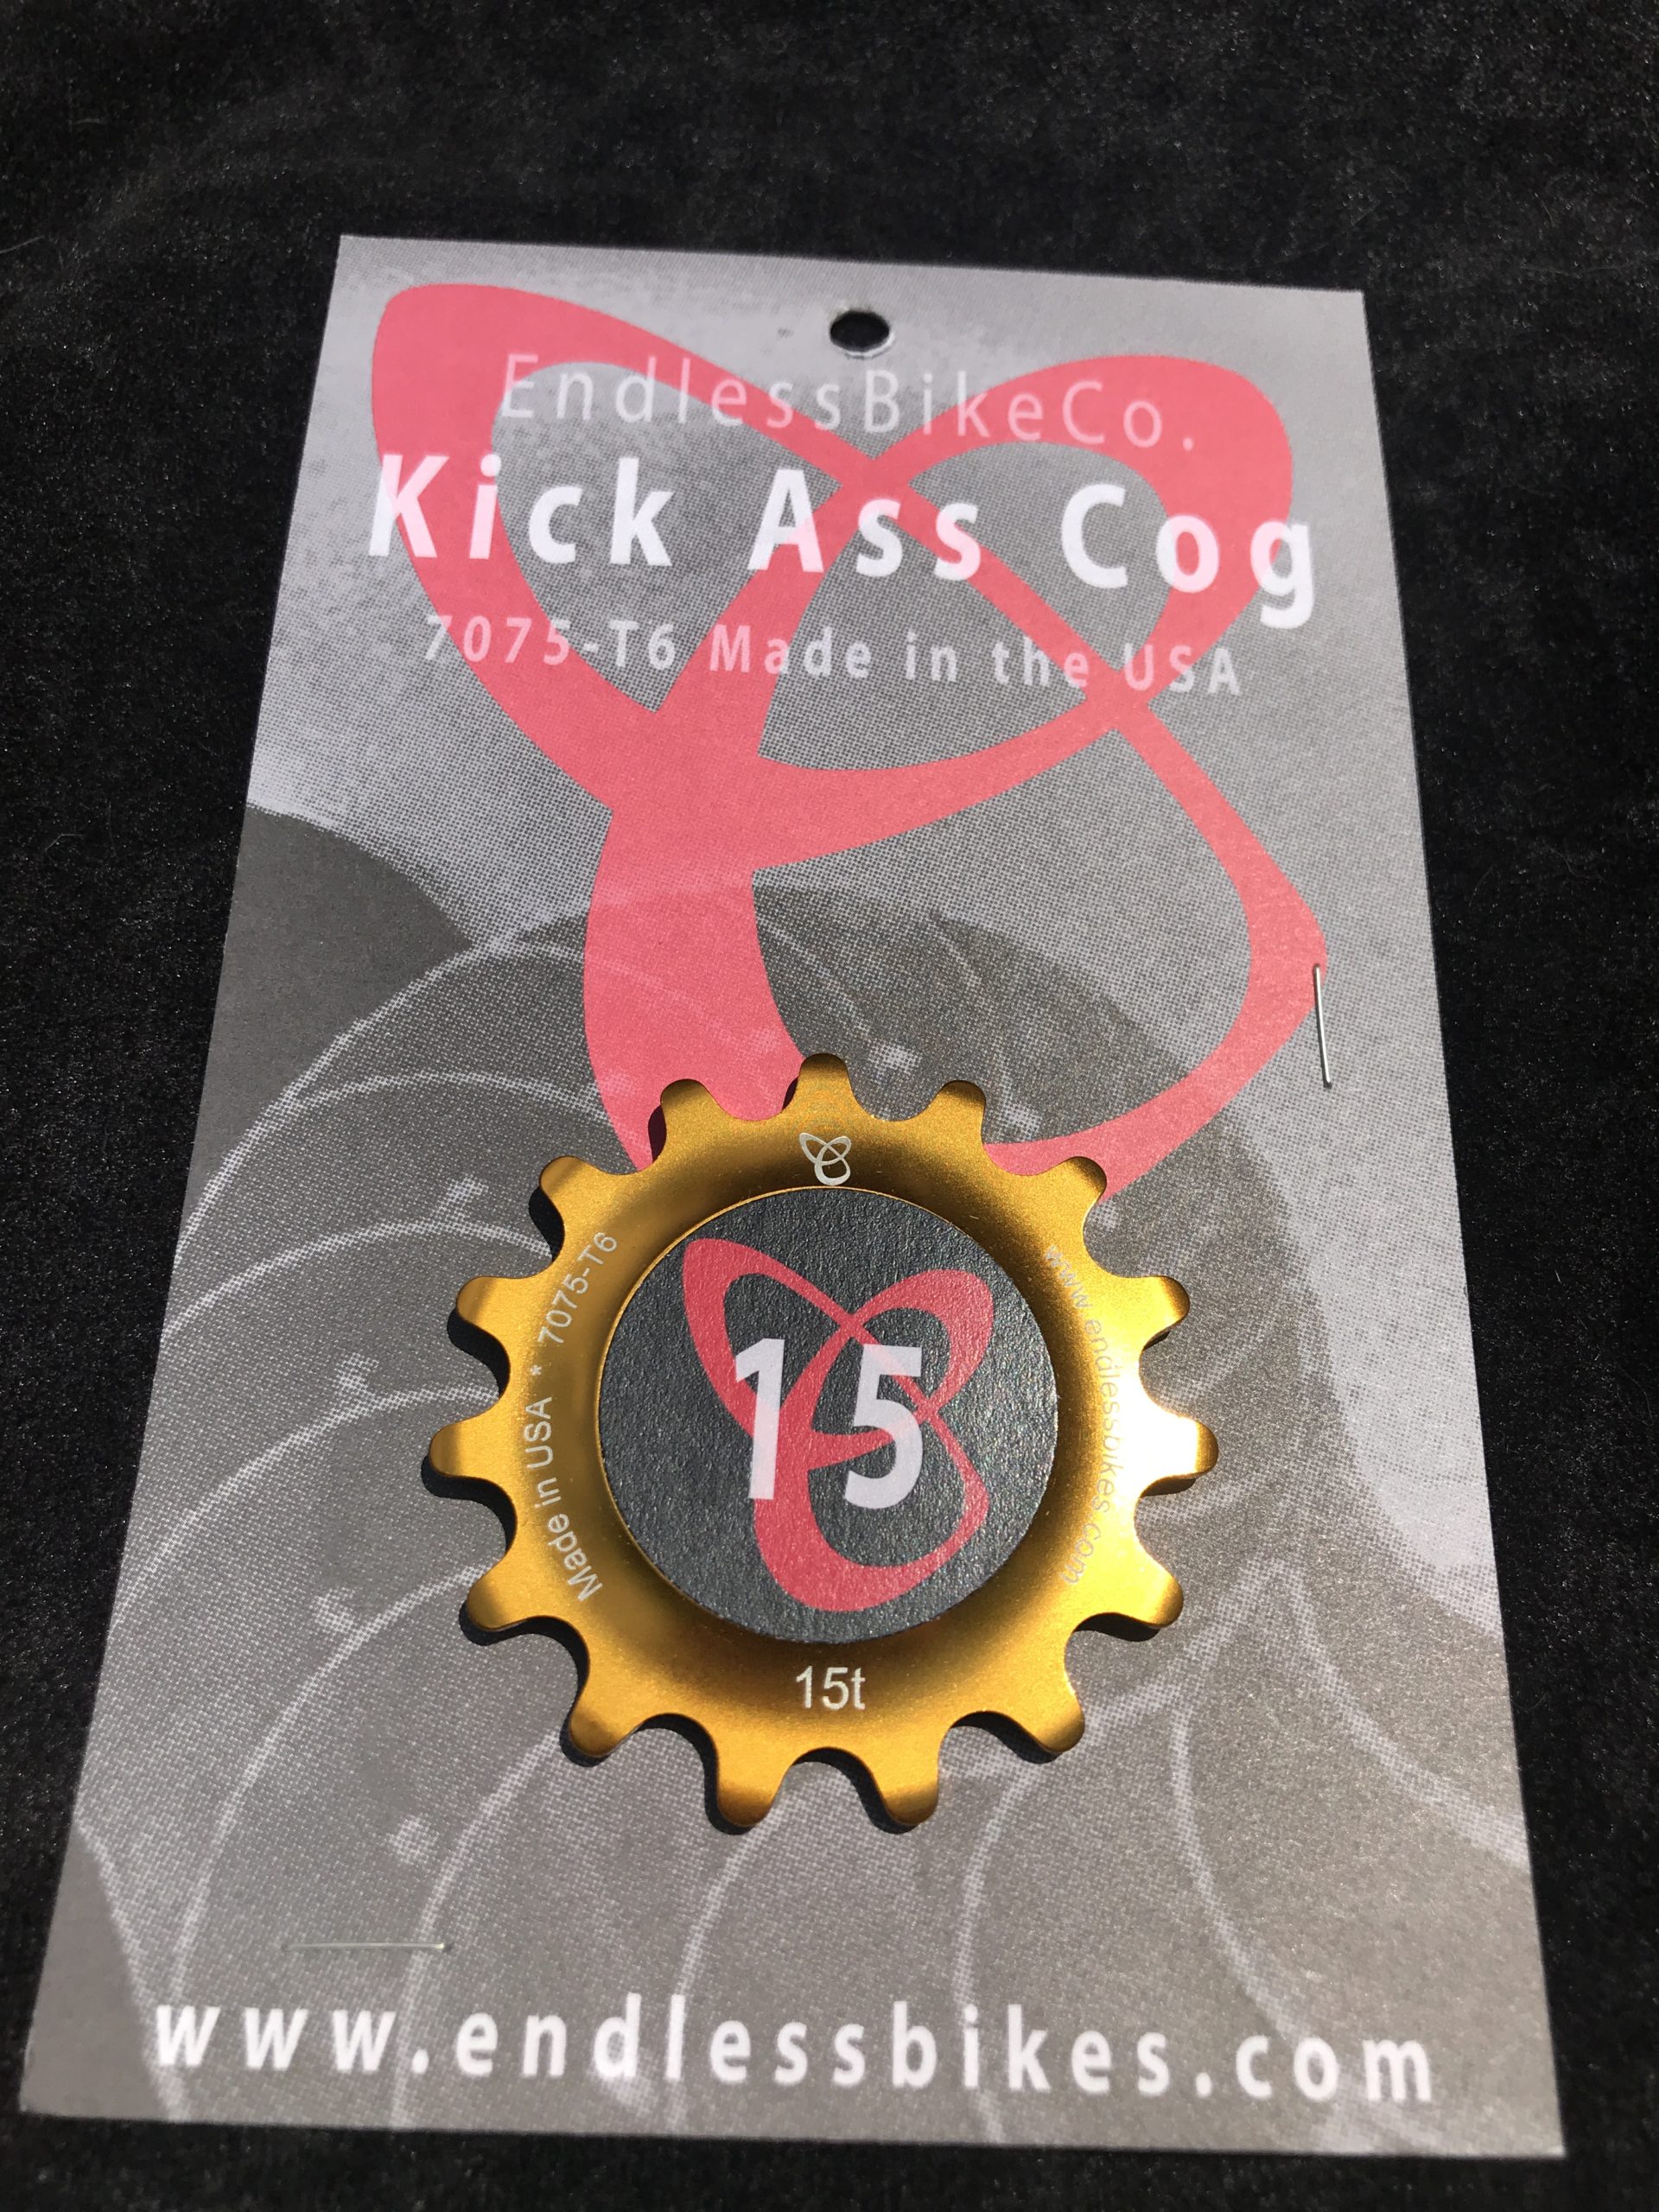 EndlessBikeCo.
Kick Ass Cog
7075-T6 Made in the USA
Made in USA * 7075-T6
www.endlessbikes.com
15
15t
www.endlessbikes.com